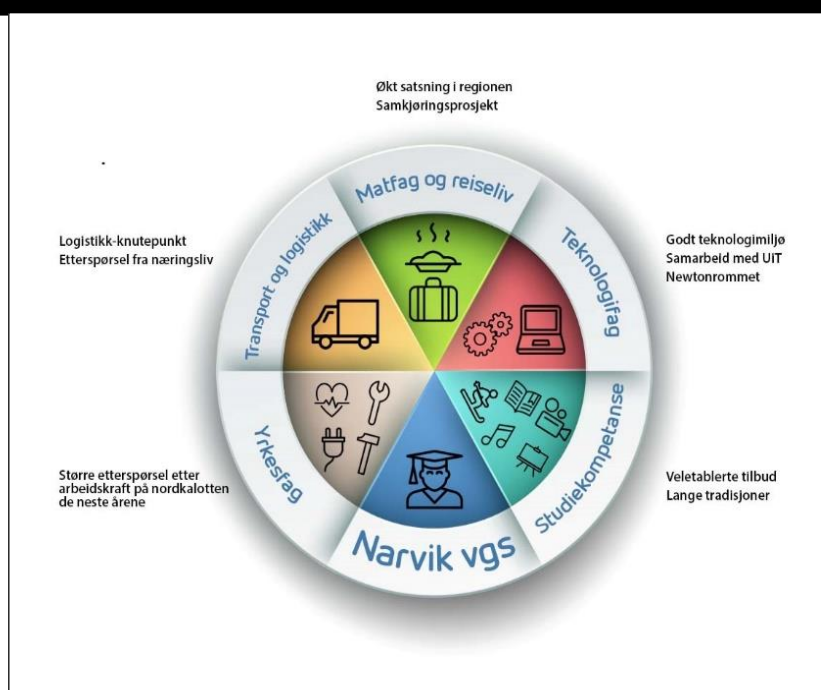 Økt satsning i regionen
Samkjøringsprosjekt
Matfag og reiseliv
Transport og logistikk
Teknologifag
Logistikk-knutepunkt
Etterspørsel fra næringsliv
Godt teknologimiljø
Samarbeid med UiT
Newtonrommet
Yrkesfag
Studiekompetanse
Større etterspørsel etter
arbeidskraft på nordkalotten
de neste årene
Veletablerte tilbud
Lange tradisjoner
Narvik vgs